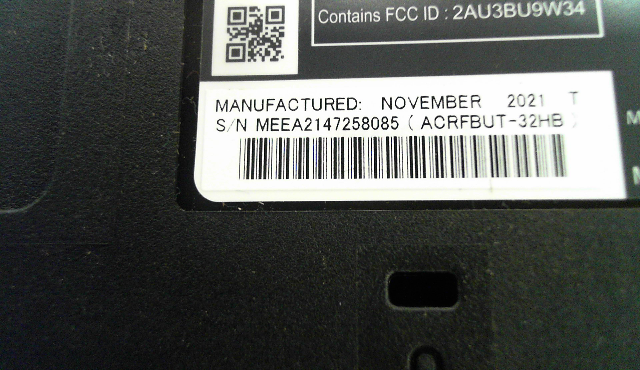 Contains FCC ID : 2AU3BU9W34
MANUFACTURED: NOVEMBER 2021 T
S/N MEEA2147258085 ( ACRFBUT-32HB )
M
M